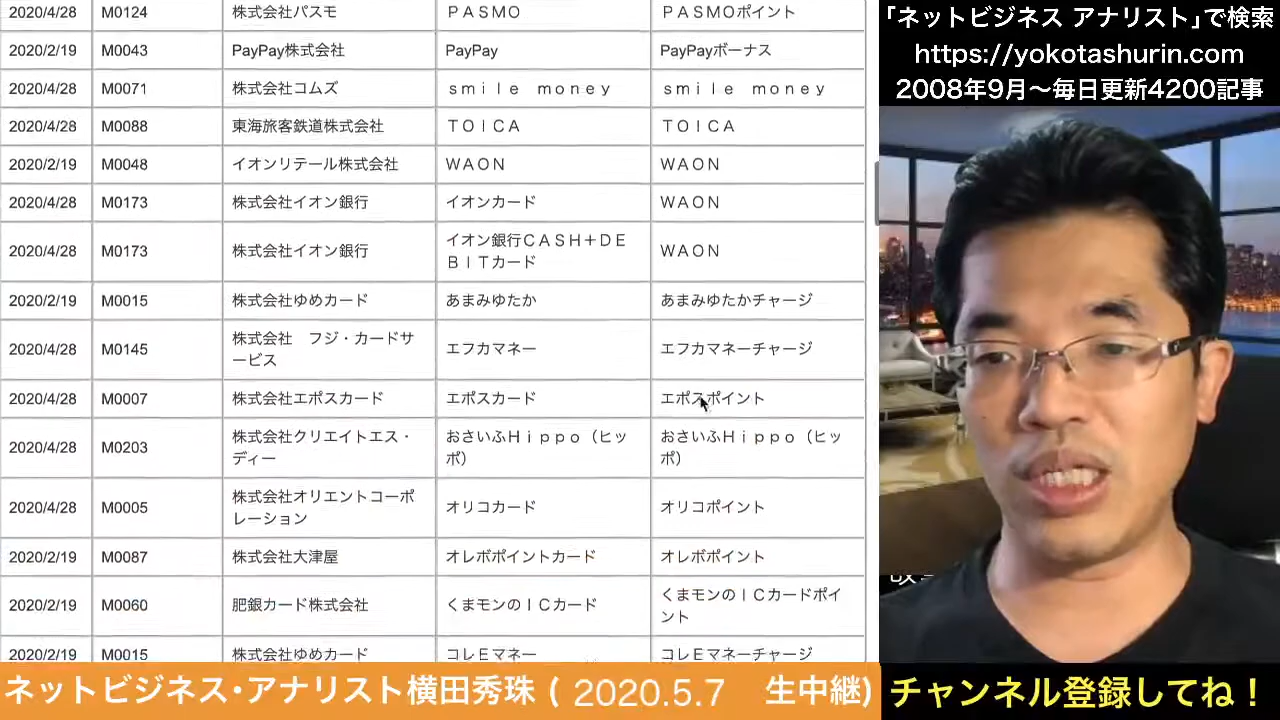 2020/4/28 M0124 株式会社パスモ ＰＡＳＭＯ ＰＡＳＭＯポイント
2020/2/19 M0043 PayPay株式会社 PayPay PayPayボーナス
2020/4/28 M0071 株式会社コムズ ｓｍｉｌｅ　ｍｏｎｅｙ ｓｍｉｌｅ　ｍｏｎｅｙ
2020/4/28 M0088 東海旅客鉄道株式会社 ＴＯＩＣＡ ＴＯＩＣＡ
2020/2/19 M0048 イオンリテール株式会社 ＷＡＯＮ ＷＡＯＮ
2020/4/28 M0173 株式会社イオン銀行 イオンカード ＷＡＯＮ
2020/4/28 M0173 株式会社イオン銀行 イオン銀行ＣＡＳＨ＋ＤＥ
ＢＩＴカード ＷＡＯＮ
2020/2/19 M0015 株式会社ゆめカード あまみゆたか あまみゆたかチャージ
2020/4/28 M0145 株式会社　フジ・カードサ
ービス エフカマネー エフカマネーチャージ
2020/4/28 M0007 株式会社エポスカード エポスカード エポスポイント
2020/4/28 M0203 株式会社クリエイトエス・
ディー おさいふＨｉｐｐｏ（ヒッ
ポ） おさいふＨｉｐｐｏ（ヒッ
ポ）
2020/4/28 M0005 株式会社オリエントコーポ
レーション オリコカード オリコポイント
2020/2/19 M0087 株式会社大津屋 オレボポイントカード オレボポイント
2020/2/19 M0060 肥銀カード株式会社 くまモンのＩＣカード くまモンのＩＣカードポイ
ント
2020/2/19 M0015 株式会社ゆめカード コレＥマネー コレＥマネーチャージ
「ネットビジネス アナリスト」で検索
https://yokotashurin.com
2008年9月〜毎日更新4200記事
ネットビジネス・アナリスト横田秀珠 ( 2020.5.7 生中継)
チャンネル登録してね！